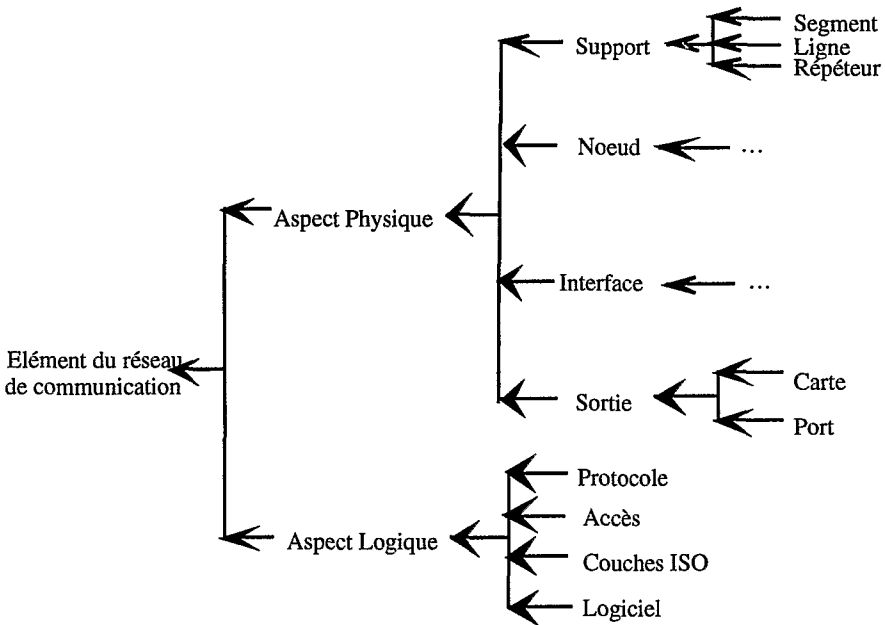 Segment
Support
Ligne
Répéteur
Noeud
...
Aspect Physique
Interface
...
Elément du réseau
de communication
Carte
Sortie
Port
Protocole
Accès
Aspect Logique
Couches ISO
Logiciel